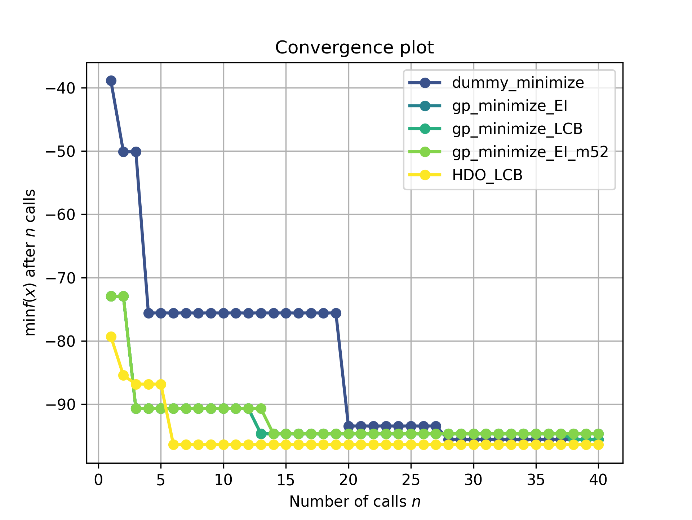 Convergence plot
min f(x) after n calls
−40
−50
−60
−70
−80
−90
dummy_minimize
gp_minimize_EI
gp_minimize_LCB
gp_minimize_EI_m52
HDO_LCB
0 5 10 15 20 25 30 35 40
Number of calls n